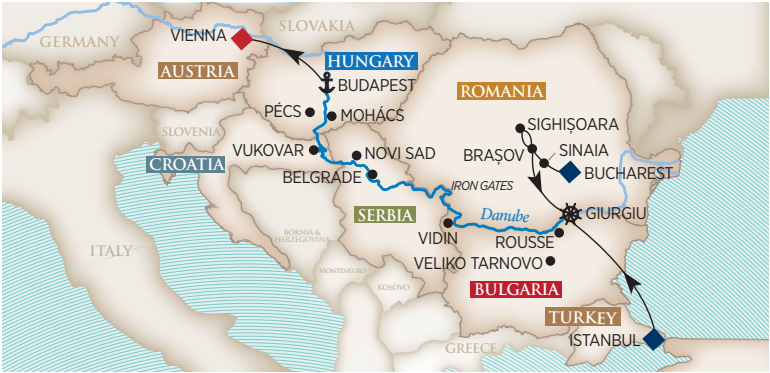 SLOVAKIA
GERMANY
VIENNA
HUNGARY
AUSTRIA
BUDAPEST
ROMANIA
PÉCS
MOHÁCS
SIGHIȘOARA
SLOVENIA
VUKOVAR
NOVI SAD
BRAȘOV
SINAIA
CROATIA
BELGRADE
IRON GATES
BUCHAREST
SERBIA
Danube
GIURGIU
BORNIA &
HERZEGOVINA
VIDIN
ROUSSE
ITALY
VELIKO TARNOVO
MONTENEGRO
KOSOVO
BULGARIA
TURKEY
ISTANBUL
GREECE